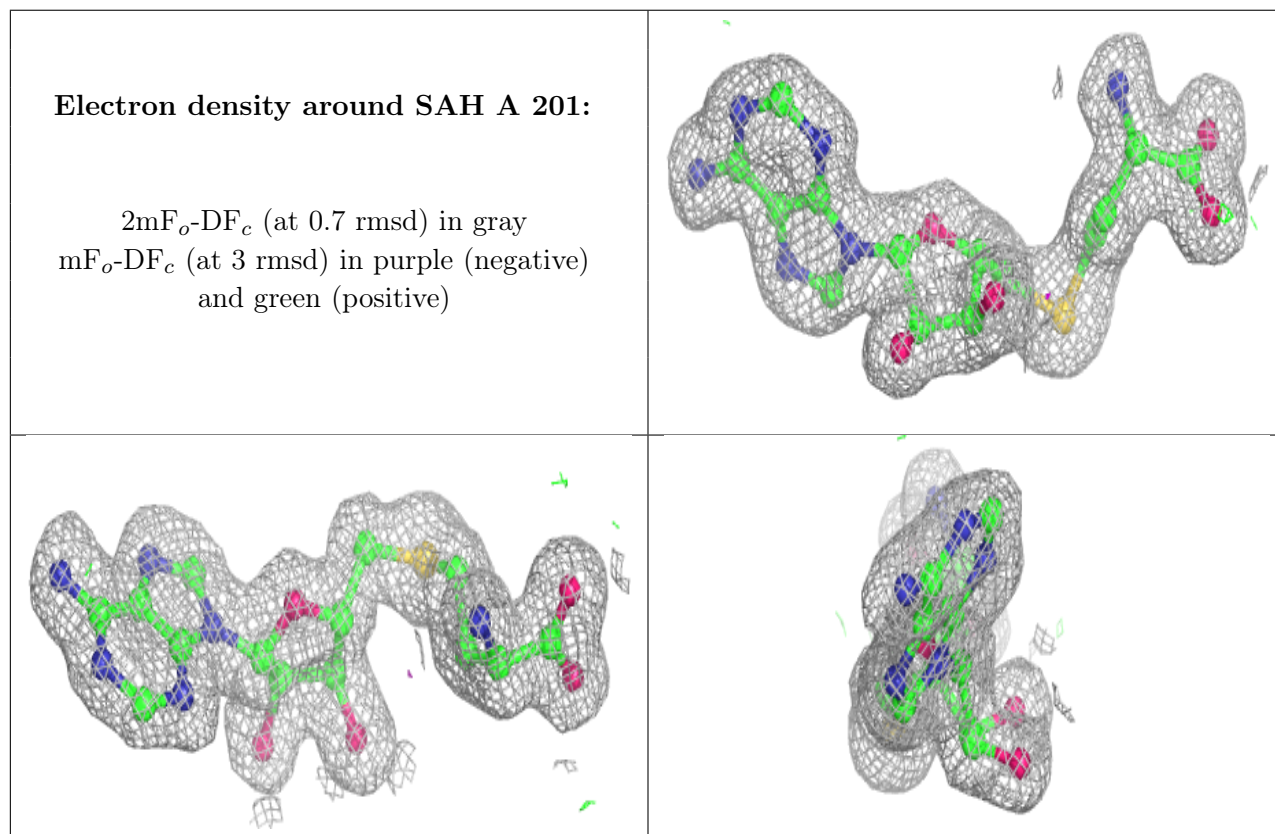 Electron density around SAH A 201:
2mFo-DFc (at 0.7 rmsd) in gray
mFo-DFc (at 3 rmsd) in purple (negative)
and green (positive)